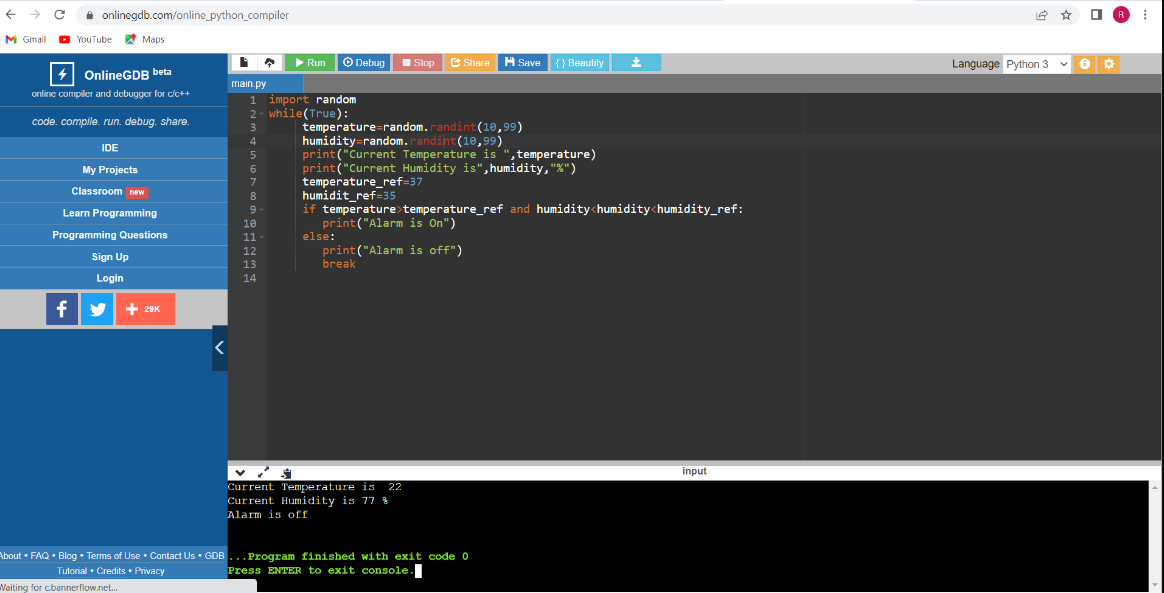 onlinegdb.com/online_python_compiler
R
Gmail YouTube Maps
OnlineGDB beta
online compiler and debugger for c/c++
code. compile. run. debug. share.
IDE
My Projects
Classroom new
Learn Programming
Programming Questions
Sign Up
Login
f + 29K
About • FAQ • Blog • Terms of Use • Contact Us • GDB
Tutorial • Credits • Privacy
Waiting for c.bannerflow.net...
Run Debug Stop Share Save { } Beautify
Language Python 3
main.py
1 import random
2 while(True):
3 temperature=random.randint(10,99)
4 humidity=random.randint(10,99)
5 print("Current Temperature is ",temperature)
6 print("Current Humidity is",humidity,"%")
7 temperature_ref=37
8 humidit_ref=35
9 if temperature>temperature_ref and humidity<humidity<humidity_ref:
10 print("Alarm is On")
11 else:
12 print("Alarm is off")
13 break
14
input
Current Temperature is  22
Current Humidity is 77 %
Alarm is off
...Program finished with exit code 0
Press ENTER to exit console.